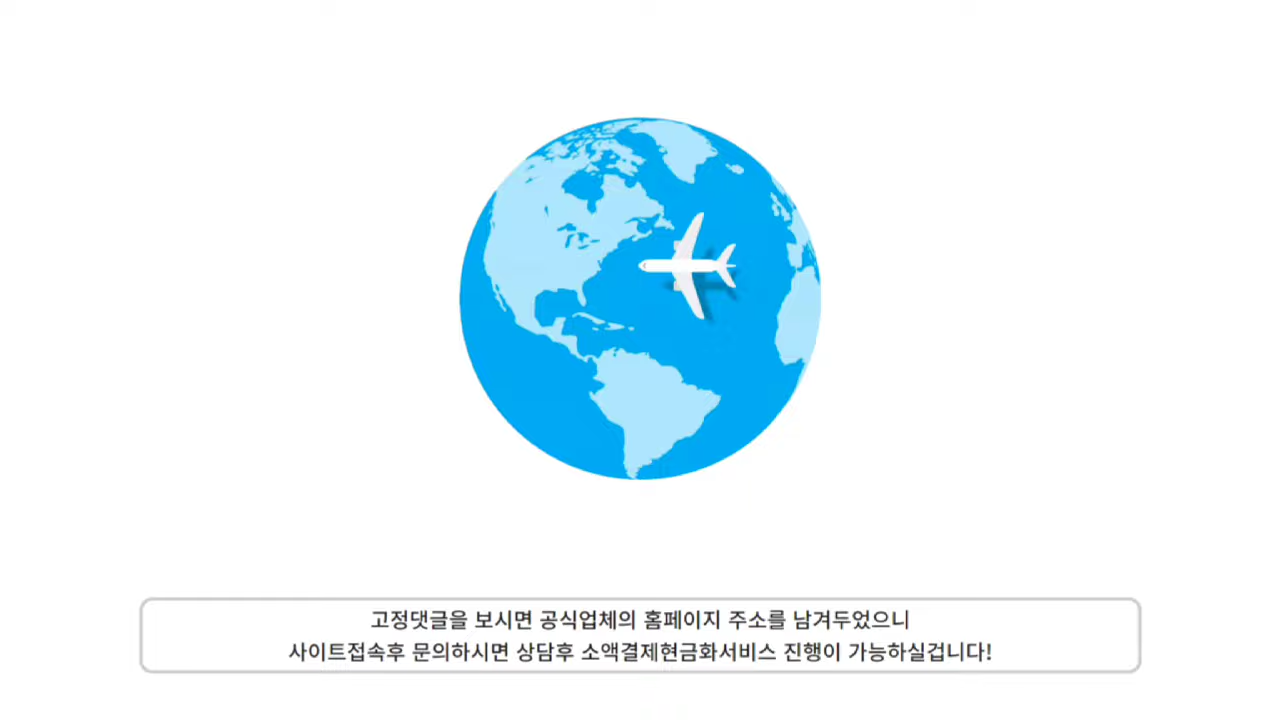 고정댓글을 보시면 공식업체의 홈페이지 주소를 남겨두었으니
사이트접속후 문의하시면 상담후 소액결제현금화서비스 진행이 가능하실겁니다!